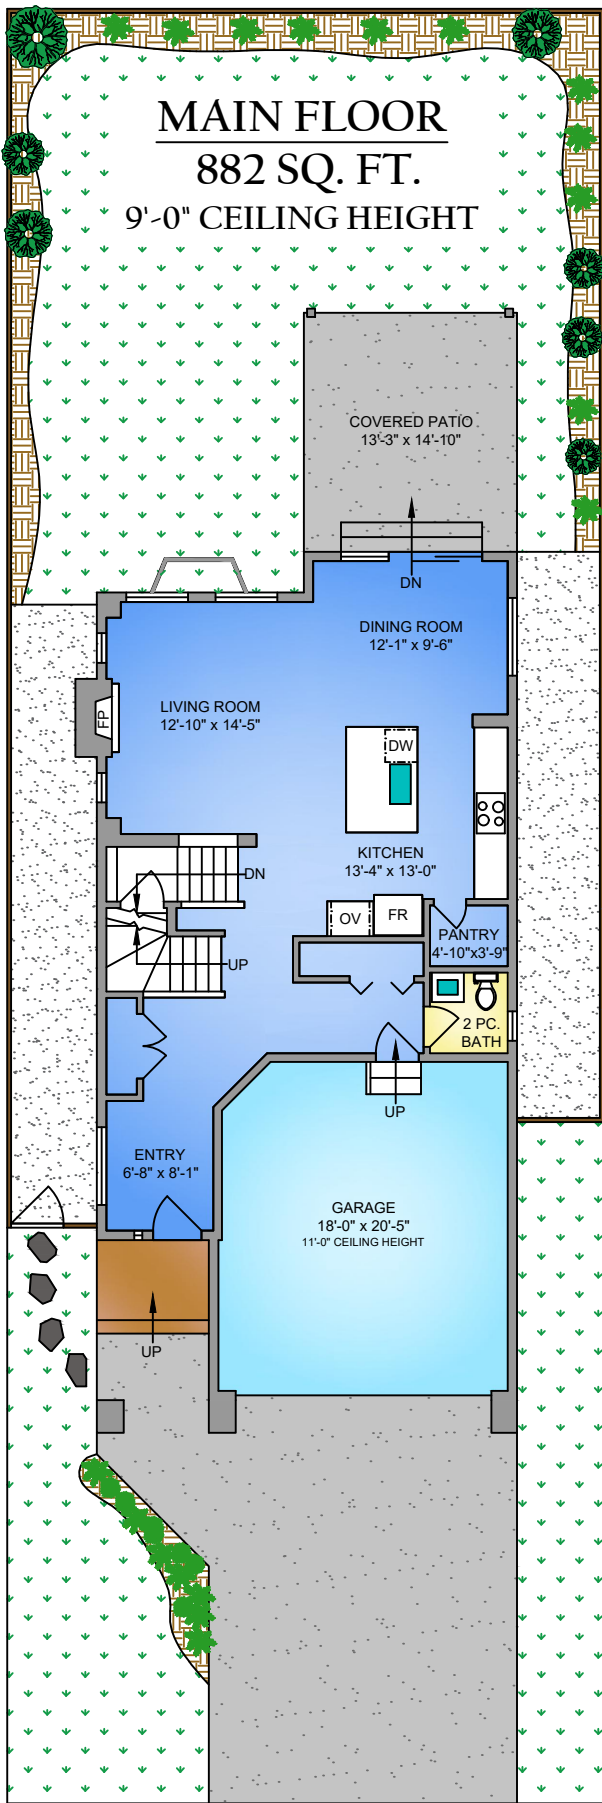 MAIN FLOOR
882 SQ. FT.
9'-0" CEILING HEIGHT
COVERED PATIO
13'-3" x 14'-10"
DN
DINING ROOM
12'-1" x 9'-6"
LIVING ROOM
12'-10" x 14'-5"
FP
DW
KITCHEN
13'-4" x 13'-0"
DN
OV
FR
PANTRY
4'-10"x3'-9"
UP
2 PC.
BATH
UP
ENTRY
6'-8" x 8'-1"
GARAGE
18'-0" x 20'-5"
11'-0" CEILING HEIGHT
UP